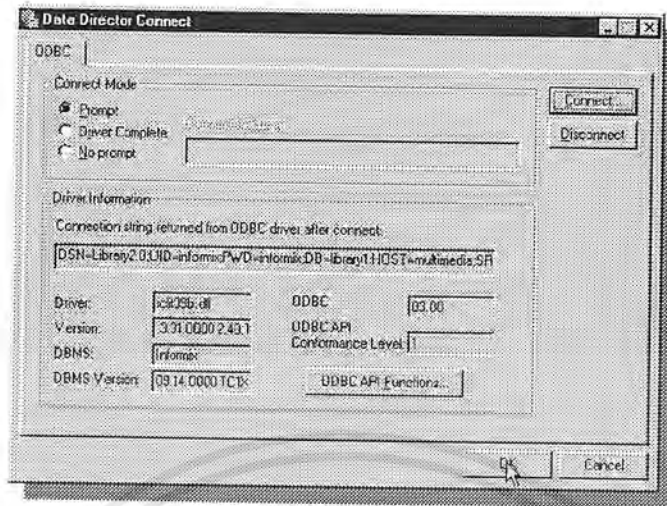 Data Director Connect
ODBC
Connect Mode
Prompt
Driver Complete
No prompt
Connect...
Disconnect
Driver Information
Connection string returned from ODBC driver after connect:
DSN=Library2.0;UID=informix;PWD=informix;DB=library1;HOST=multimedia;SR
Driver:
ODBC
03.00
Version:
ODBC API
Conformance Level:
1
DBMS:
Informix
DBMS Version:
ODBC API Functions...
OK
Cancel